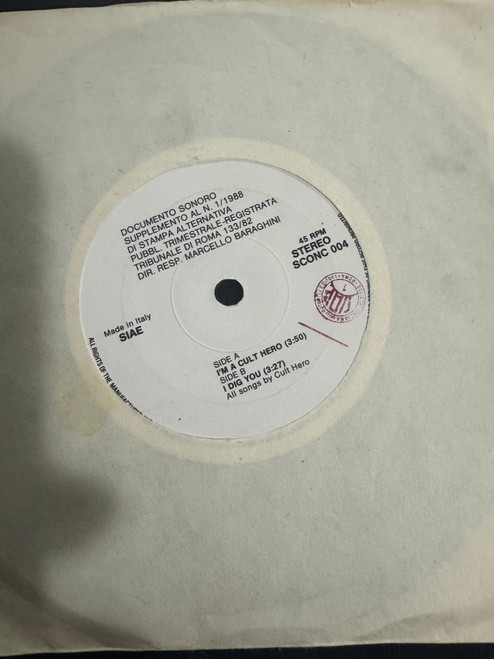 DOCUMENTO SONORO
SUPPLEMENTO AL N. 1/1988
DI STAMPA ALTERNATIVA
PUBBL. TRIMESTRALE-REGISTRATA
TRIBUNALE DI ROMA 133/82
DIR. RESP. MARCELLO BARAGHINI
45 RPM
STEREO
SCONC 004
Made in Italy
SIAE
SIDE A
I'M A CULT HERO (3:50)
SIDE B
I DIG YOU (3:27)
All songs by Cult Hero
ALL RIGHTS OF THE MANUFACTURER